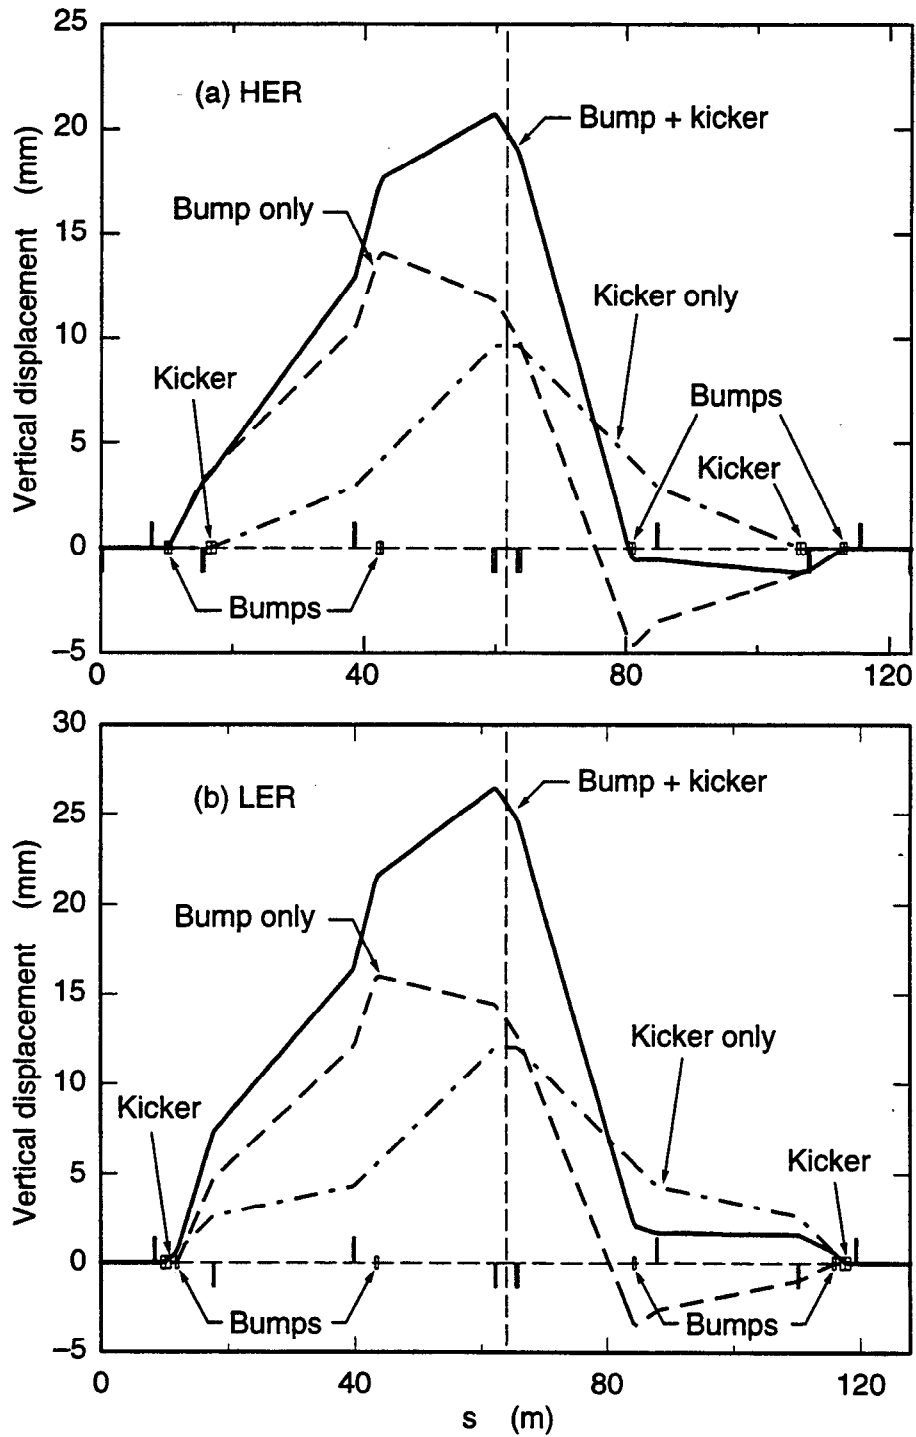 25
20
15
10
5
0
–5
Vertical displacement (mm)
(a) HER
Bump + kicker
Bump only
Kicker only
Kicker
Bumps
Kicker
Bumps
0
40
80
120
30
25
20
15
10
5
0
–5
Vertical displacement (mm)
(b) LER
Bump + kicker
Bump only
Kicker only
Kicker
Kicker
Bumps
Bumps
0
40
80
120
s (m)